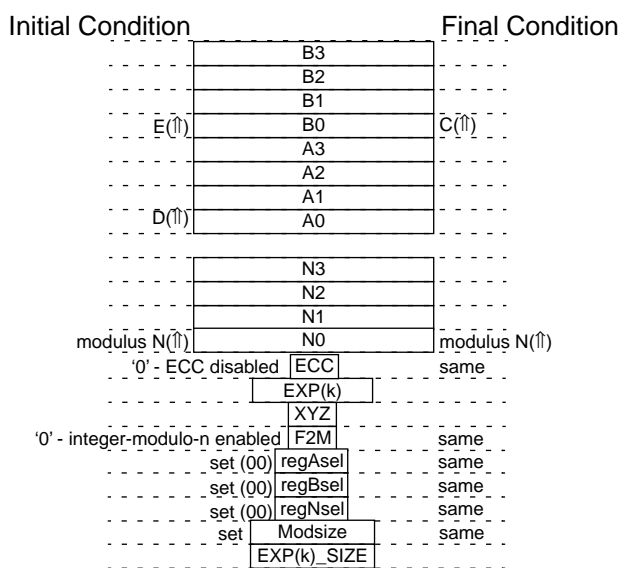 Initial Condition Final Condition
B3
B2
B1
E(⇑) B0 C(⇑)
A3
A2
A1
D(⇑) A0
N3
N2
N1
modulus N(⇑) N0 modulus N(⇑)
‘0’ - ECC disabled ECC same
EXP(k)
XYZ
‘0’ - integer-modulo-n enabled F2M same
set (00) regAsel same
set (00) regBsel same
set (00) regNsel same
set Modsize same
EXP(k)_SIZE